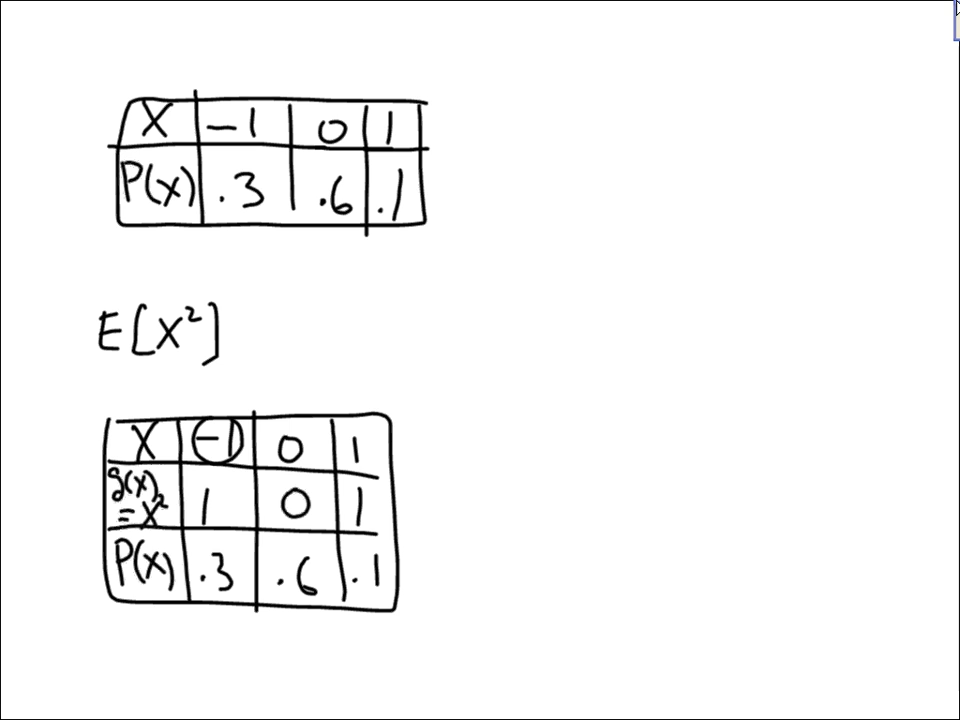 X -1 0 1
P(x) .3 .6 .1
E[X²]
X -1 0 1
g(x)
= X² 1 0 1
P(x) .3 .6 .1